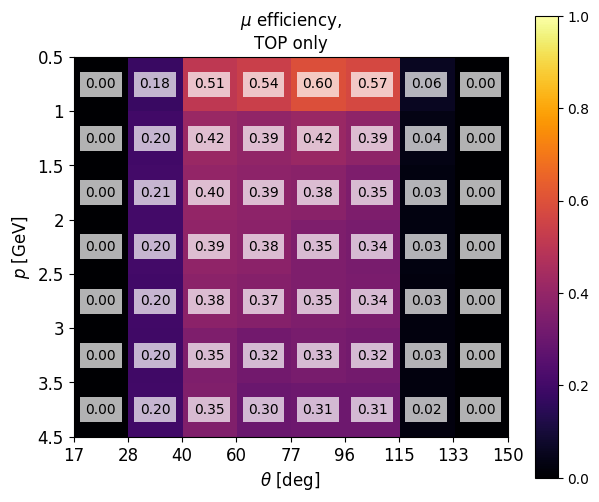 μ efficiency,
TOP only
0.5
0.00 0.18 0.51 0.54 0.60 0.57 0.06 0.00
1
0.00 0.20 0.42 0.39 0.42 0.39 0.04 0.00
1.5
0.00 0.21 0.40 0.39 0.38 0.35 0.03 0.00
2
0.00 0.20 0.39 0.38 0.35 0.34 0.03 0.00
2.5
0.00 0.20 0.38 0.37 0.35 0.34 0.03 0.00
3
0.00 0.20 0.35 0.32 0.33 0.32 0.03 0.00
3.5
0.00 0.20 0.35 0.30 0.31 0.31 0.02 0.00
4.5
p [GeV]
17 28 40 60 77 96 115 133 150
θ [deg]
1.0
0.8
0.6
0.4
0.2
0.0